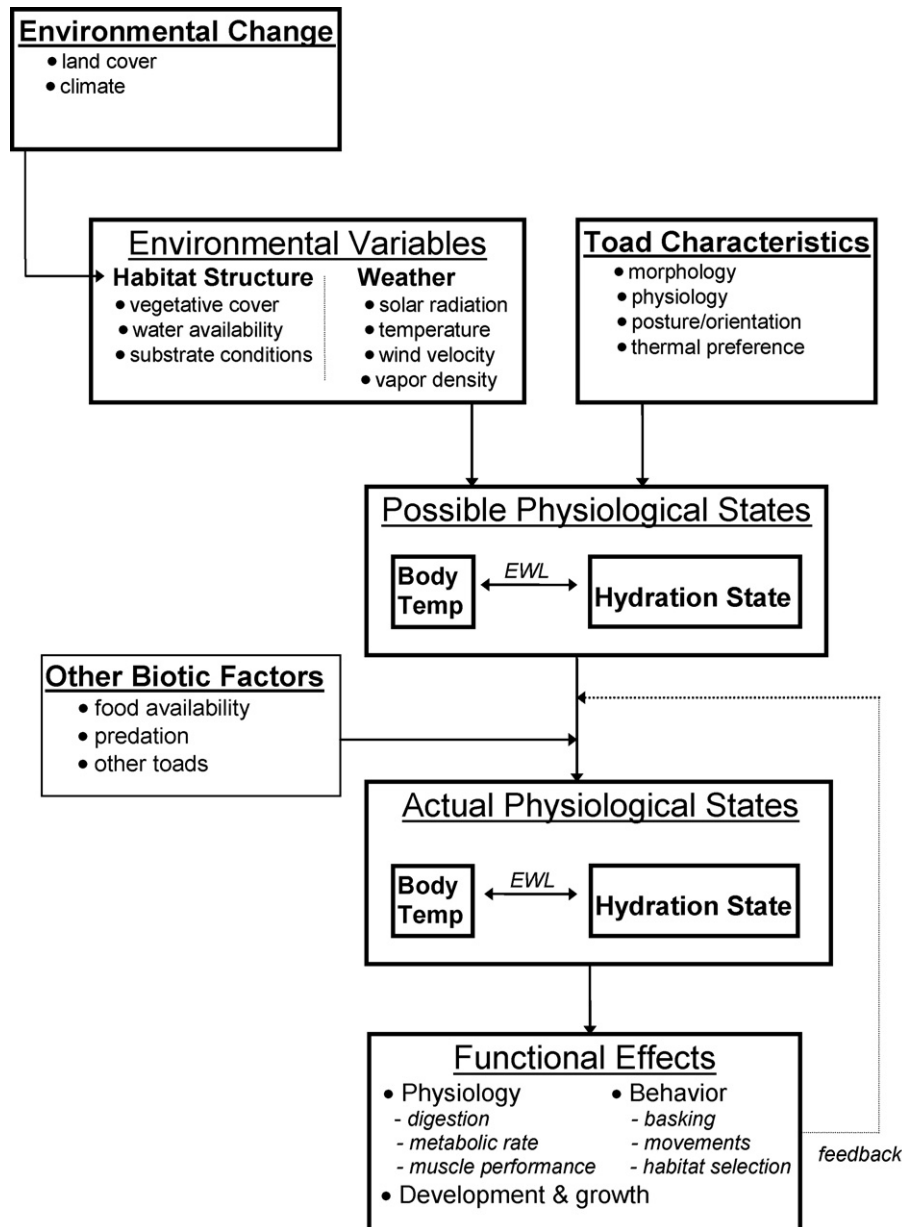 Environmental Change
• land cover
• climate
Environmental Variables
Habitat Structure
• vegetative cover
• water availability
• substrate conditions
Weather
• solar radiation
• temperature
• wind velocity
• vapor density
Toad Characteristics
• morphology
• physiology
• posture/orientation
• thermal preference
Possible Physiological States
Body
Temp
EWL
Hydration State
Other Biotic Factors
• food availability
• predation
• other toads
Actual Physiological States
Body
Temp
EWL
Hydration State
Functional Effects
• Physiology
- digestion
- metabolic rate
- muscle performance
• Behavior
- basking
- movements
- habitat selection
• Development & growth
feedback